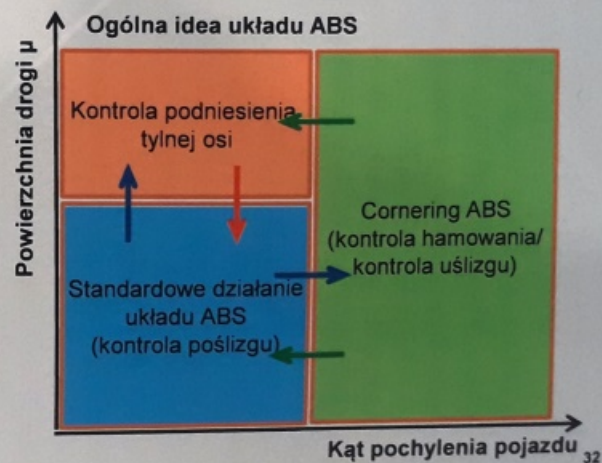 Ogólna idea układu ABS
Powierzchnia drogi μ
Kontrola podniesienia
tylnej osi
Cornering ABS
(kontrola hamowania/
kontrola uślizgu)
Standardowe działanie
układu ABS
(kontrola poślizgu)
Kąt pochylenia pojazdu
32